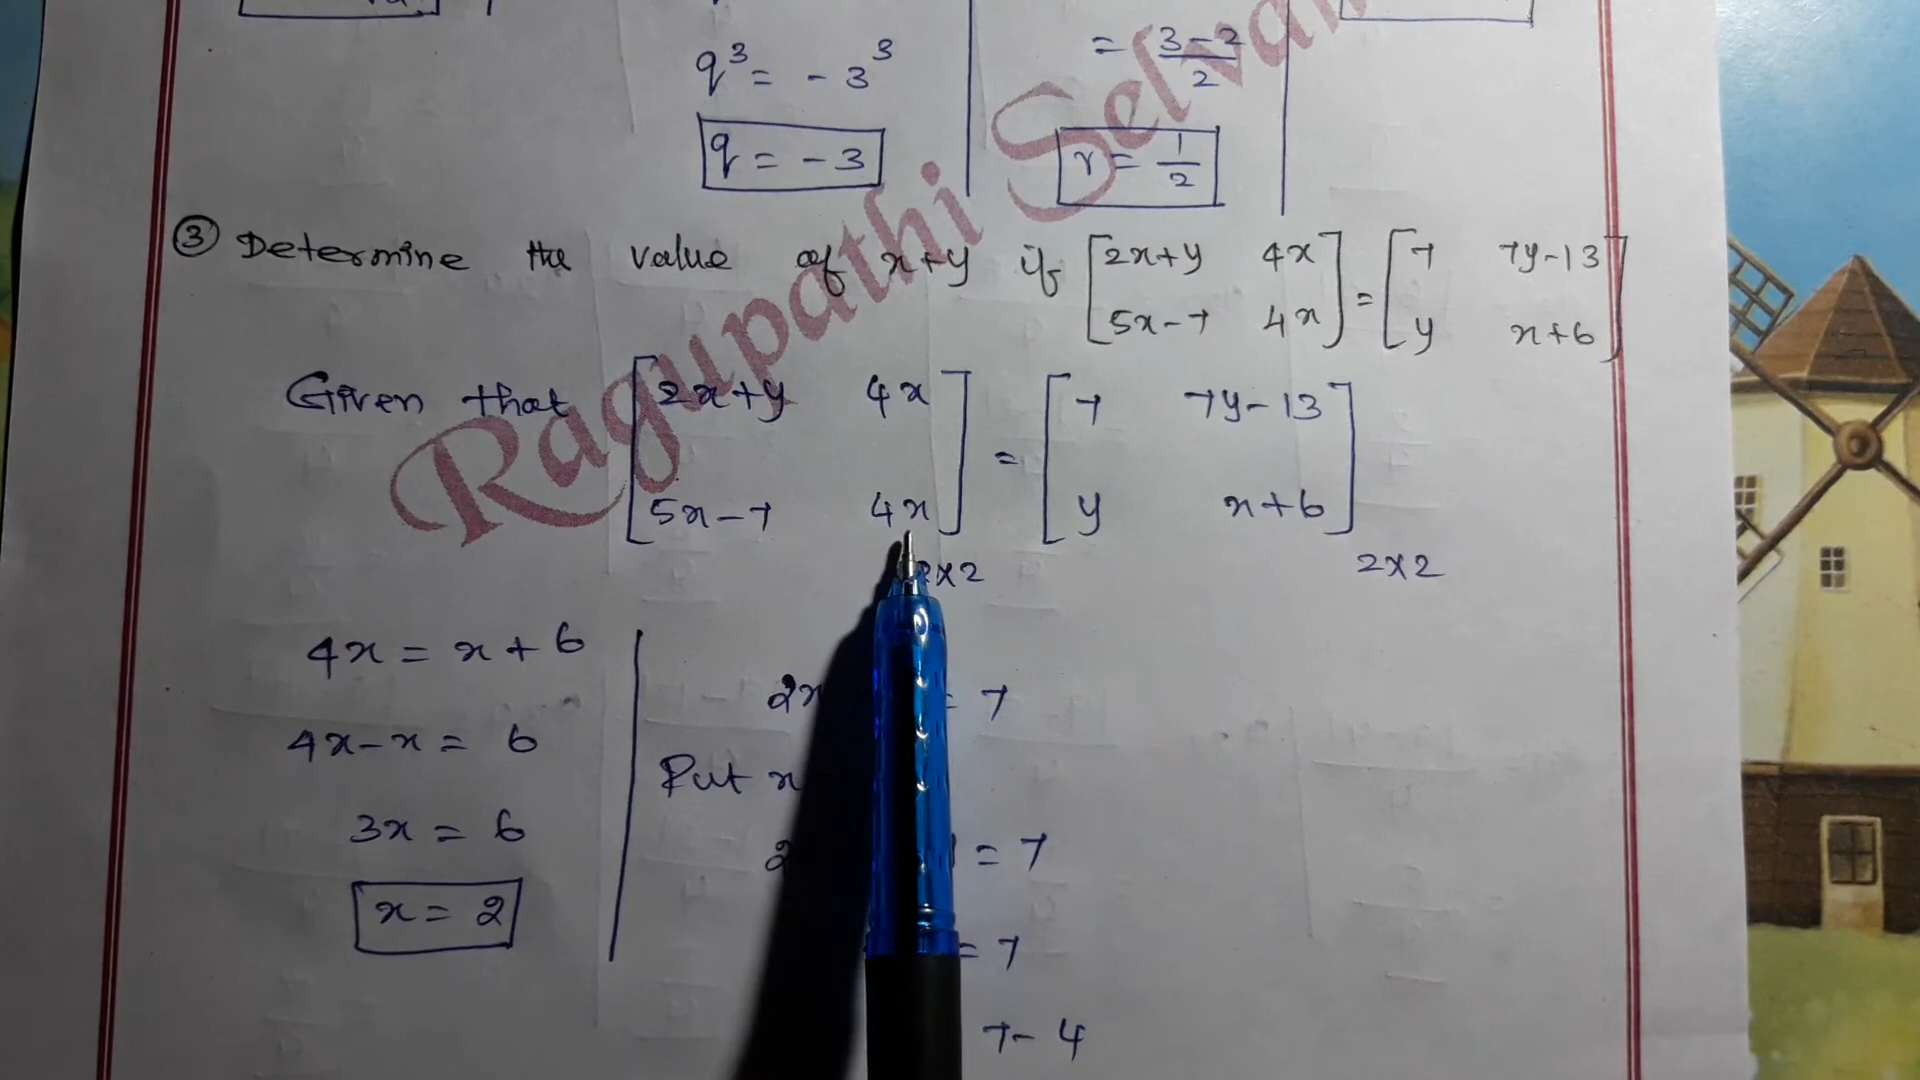 q³ = - 3³
= 3-2/2
q = - 3
r = 1/2
③ Determine the value of x+y if [2x+y 4x] = [7 7y-13]
[5x-7 4x] [y x+6]
Given that [2x+y 4x] = [7 7y-13]
[5x-7 4x] [y x+6]
2x2 2x2
4x = x + 6
4x-x = 6
3x = 6
x = 2
2x = 7
Put x
2 = 7
= 7
7- 4
Ragupathi